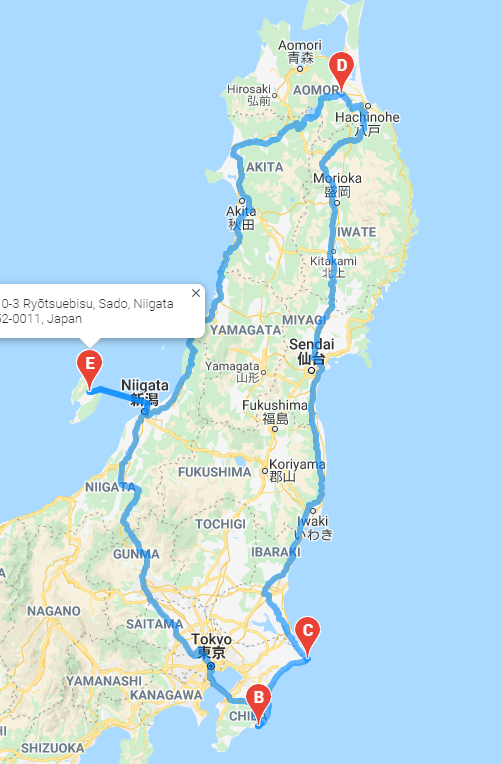 Aomori
青森
D
Hirosaki
弘前
AOMORI
Hachinohe
八戸
AKITA
Morioka
盛岡
Akita
秋田
IWATE
Kitakami
北上
×
0-3 Ryōtsuebisu, Sado, Niigata
52-0011, Japan
MIYAGI
YAMAGATA
Sendai
仙台
E
Yamagata
山形
Niigata
新潟
Fukushima
福島
Koriyama
郡山
FUKUSHIMA
NIIGATA
Iwaki
いわき
TOCHIGI
GUNMA
IBARAKI
NAGANO
SAITAMA
C
Tokyo
東京
YAMANASHI
KANAGAWA
B
CHIBA
SHIZUOKA